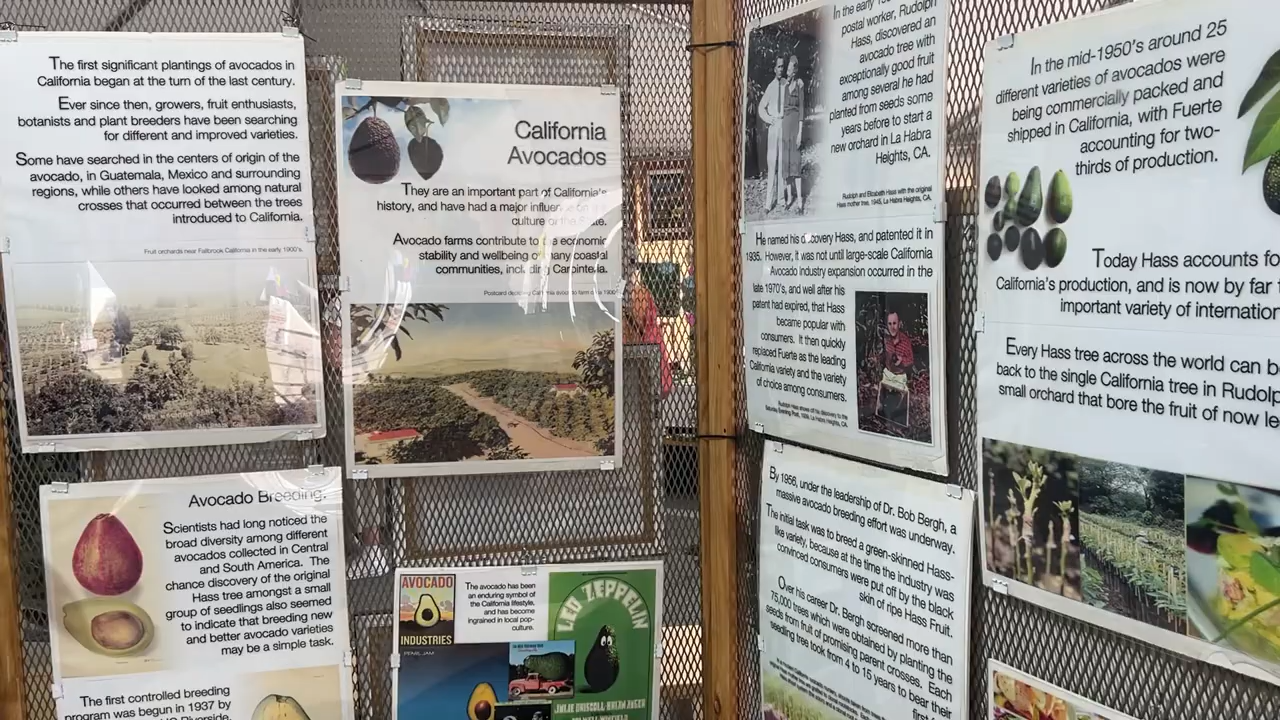 The first significant plantings of avocados in
California began at the turn of the last century.
Ever since then, growers, fruit enthusiasts,
botanists and plant breeders have been searching
for different and improved varieties.
Some have searched in the centers of origin of the
avocado, in Guatemala, Mexico and surrounding
regions, while others have looked among natural
crosses that occurred between the trees
introduced to California.
Fruit orchards near Fallbrook California in the early 1900's.
California
Avocados
They are an important part of California's
history, and have had a major influence on
culture of the State.
Avocado farms contribute to economic
stability and wellbeing of many coastal
communities, including Carpinteria.
Postcard depicting California avocado farm
Avocado Breeding.
Scientists had long noticed the
broad diversity among different
avocados collected in Central
and South America. The
chance discovery of the original
Hass tree amongst a small
group of seedlings also seemed
to indicate that breeding new
and better avocado varieties
may be a simple task.
The first controlled breeding
program was begun in 1937 by
UC Riverside
AVOCADO
INDUSTRIES
The avocado has been
an enduring symbol of
the California lifestyle,
and has become
ingrained in local pop-
culture.
LED ZEPPELIN
PEARL JAM
In the early
postal worker, Rudolph
Hass, discovered an
avocado tree with
exceptionally good fruit
among several he had
planted from seeds some
years before to start a
new orchard in La Habra
Heights, CA.
Rudolph and Elizabeth Hass with the original
Hass mother tree, 1945, La Habra Heights, CA.
He named his discovery Hass, and patented it in
1935. However, it was not until large-scale California
Avocado industry expansion occurred in the
late 1970's, and well after his
patent had expired, that Hass
became popular with
consumers. It then quickly
replaced Fuerte as the leading
California variety and the variety
of choice among consumers.
Rudolph Hass shows off his discovery to the
Saturday Evening Post, La Habra Heights, CA.
By 1956, under the leadership of Dr. Bob Bergh, a
massive avocado breeding effort was underway.
The initial task was to breed a green-skinned Hass-
like variety, because at the time the industry was
convinced consumers were put off by the black
skin of ripe Hass Fruit.
Over his career Dr. Bergh screened more than
75,000 trees which were obtained by planting the
seeds from fruit of promising parent crosses. Each
seedling tree took from 4 to 15 years to bear their
first
In the mid-1950's around 25
different varieties of avocados were
being commercially packed and
shipped in California, with Fuerte
accounting for two-
thirds of production.
Today Hass accounts fo
California's production, and is now by far
important variety of internation
Every Hass tree across the world can be
back to the single California tree in Rudolp
small orchard that bore the fruit of now le